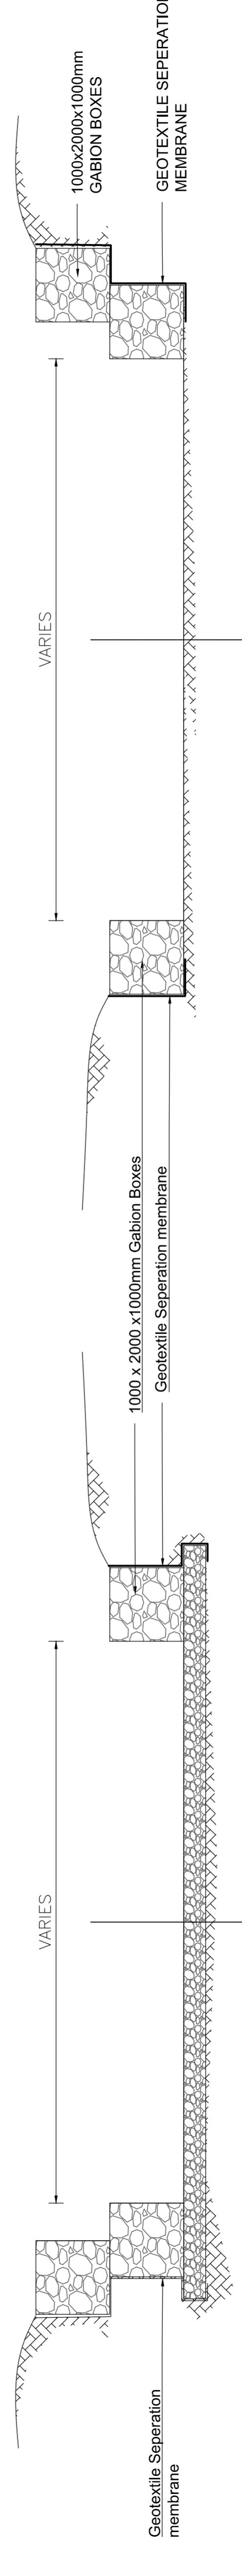 Geotextile Seperation
membrane
VARIES
1000 x 2000 x1000mm Gabion Boxes
Geotextile Seperation membrane
VARIES
1000x2000x1000mm
GABION BOXES
GEOTEXTILE SEPERATION
MEMBRANE